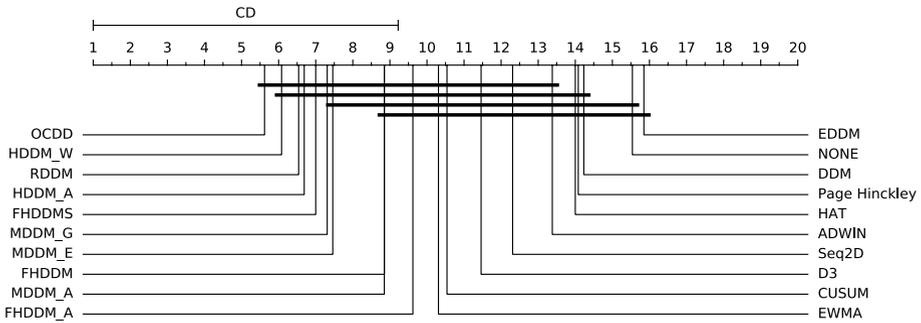 CD
1 2 3 4 5 6 7 8 9 10 11 12 13 14 15 16 17 18 19 20
OCDD
HDDM_W
RDDM
HDDM_A
FHDDMS
MDDM_G
MDDM_E
FHDDM
MDDM_A
FHDDM_A
EDDM
NONE
DDM
Page Hinckley
HAT
ADWIN
Seq2D
D3
CUSUM
EWMA